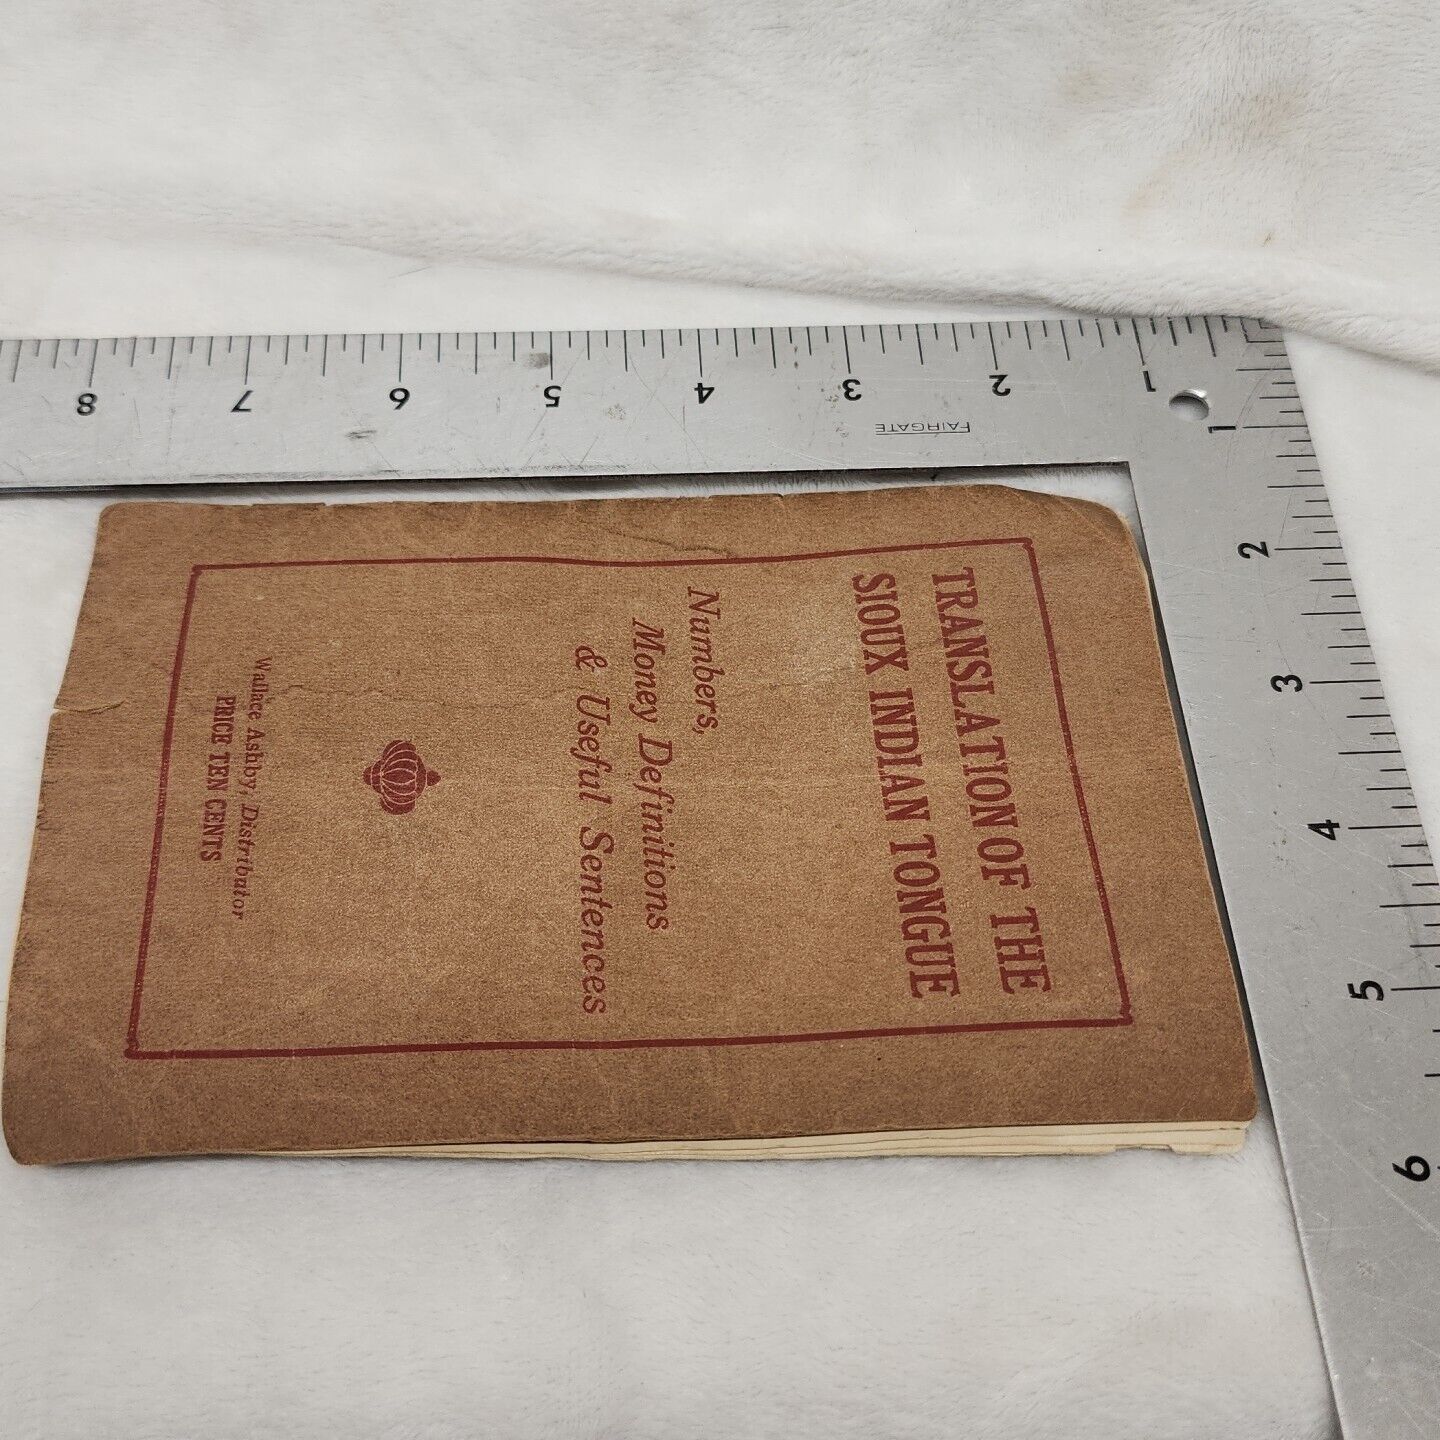 TRANSLATION OF THE
SIOUX INDIAN TONGUE
Numbers,
Money Definitions
& Useful Sentences
Wallace Ashby, Distributor
PRICE TEN CENTS
8 7 6 5 4 3 2 1
FAIRGATE
1
2
3
4
5
6